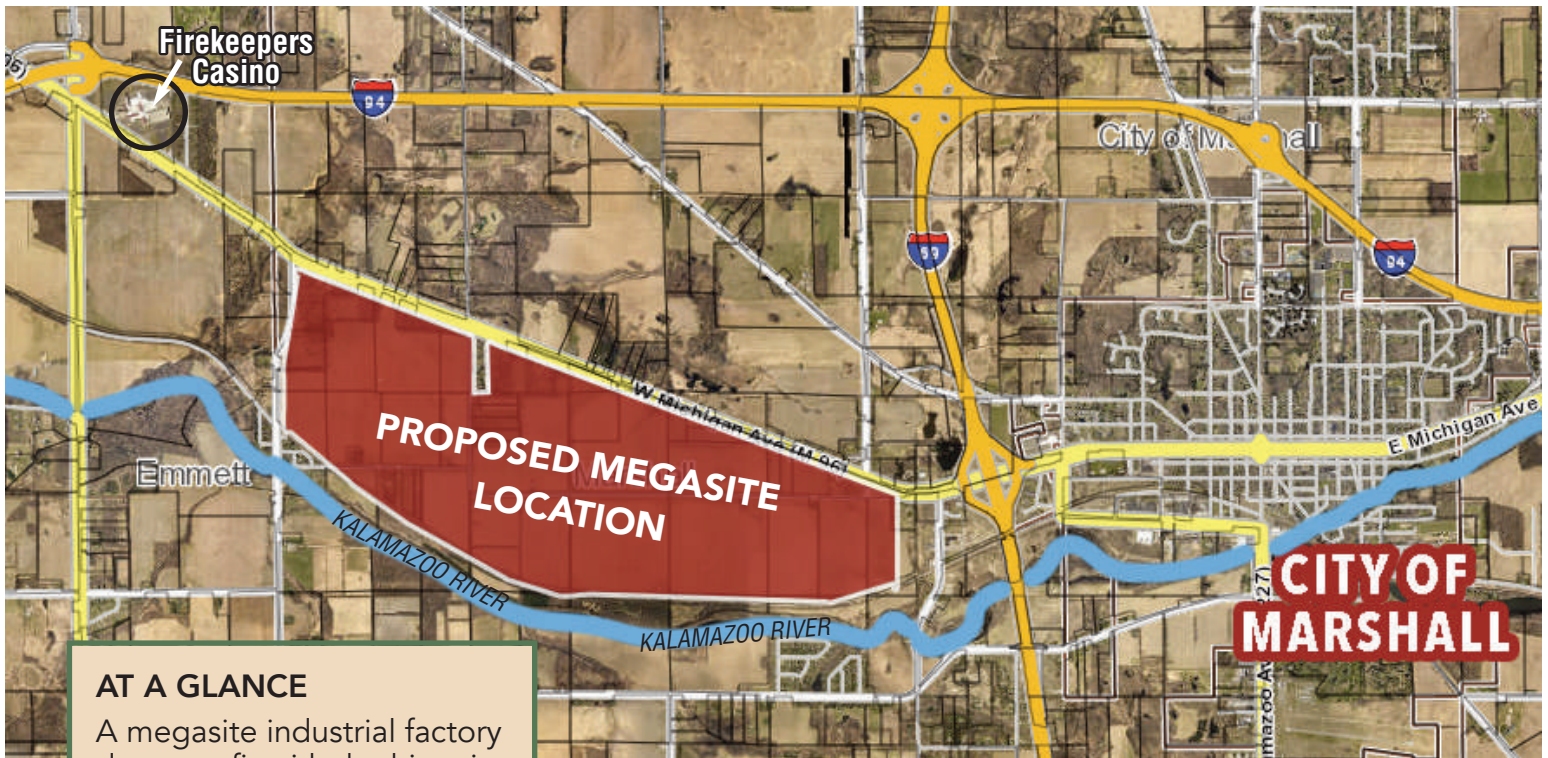 Firekeepers
Casino
94
City of M
all
69
94
W Michigan Ave (M 96)
E Michigan Ave
PROPOSED MEGASITE
LOCATION
Emmett
KALAMAZOO RIVER
KALAMAZOO RIVER
CITY OF
MARSHALL
AT A GLANCE
A megasite industrial factory